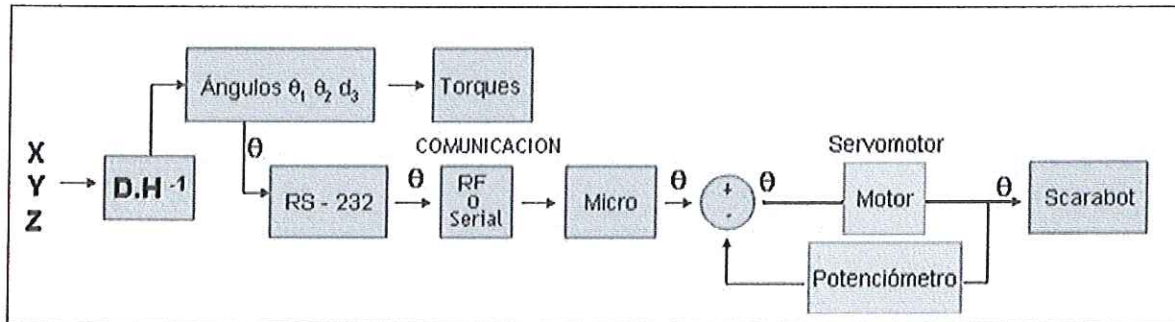 X
Y
Z
D.H -1
Ángulos θ1 θ2 d3
Torques
θ
RS - 232
θ
COMUNICACION
RF
O
Serial
Micro
θ
+
-
θ
Servomotor
Motor
θ
Scarabot
Potenciómetro